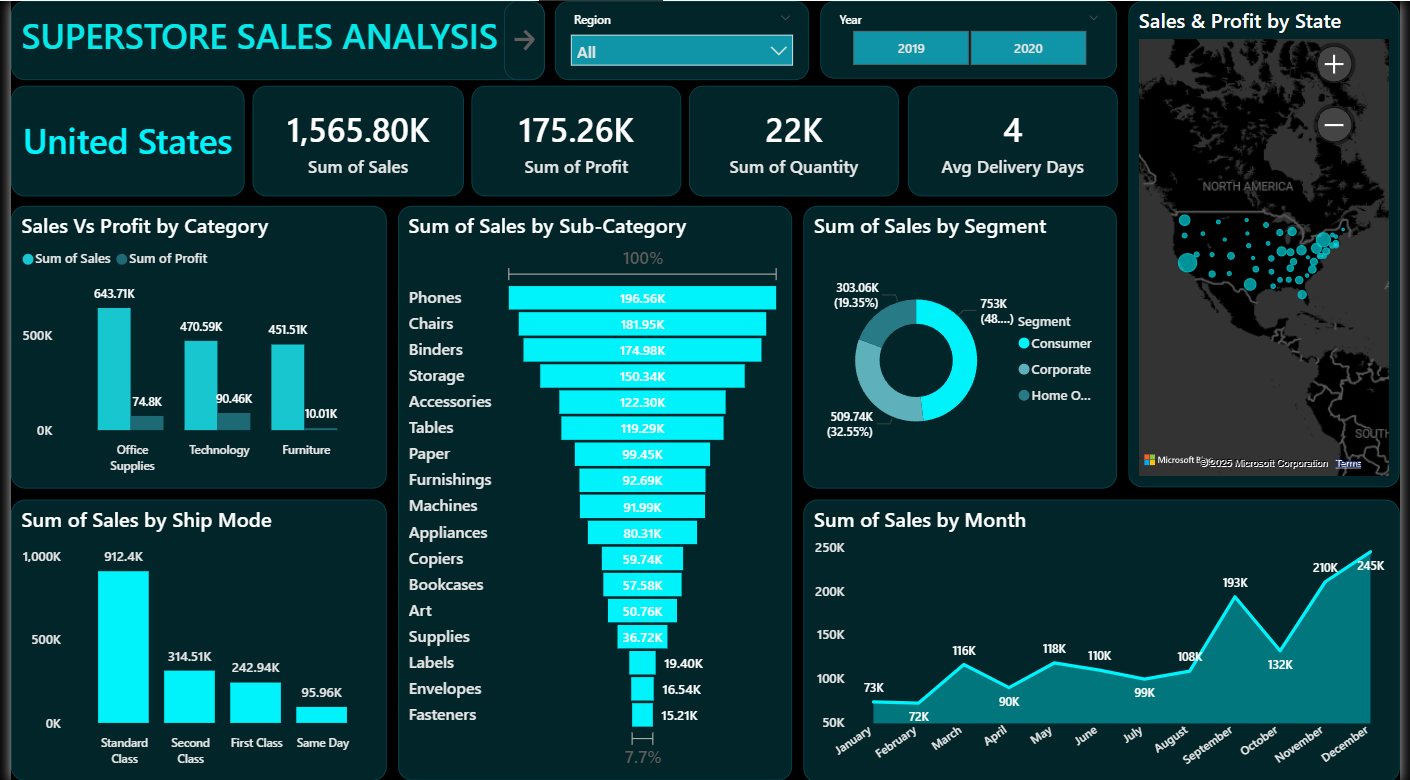 SUPERSTORE SALES ANALYSIS
Region
All
Year
2019
2020
Sales & Profit by State
NORTH AMERICA
SOUTH
Microsoft
©2025 Microsoft Corporation
Terms
United States
1,565.80K
Sum of Sales
175.26K
Sum of Profit
22K
Sum of Quantity
4
Avg Delivery Days
Sales Vs Profit by Category
Sum of Sales
Sum of Profit
500K
0K
643.71K
74.8K
470.59K
90.46K
451.51K
10.01K
Office
Supplies
Technology
Furniture
Sum of Sales by Sub-Category
100%
Phones 196.56K
Chairs 181.95K
Binders 174.98K
Storage 150.34K
Accessories 122.30K
Tables 119.29K
Paper 99.45K
Furnishings 92.69K
Machines 91.99K
Appliances 80.31K
Copiers 59.74K
Bookcases 57.58K
Art 50.76K
Supplies 36.72K
Labels 19.40K
Envelopes 16.54K
Fasteners 15.21K
7.7%
Sum of Sales by Segment
303.06K
(19.35%)
753K
(48....)
509.74K
(32.55%)
Segment
Consumer
Corporate
Home O...
Sum of Sales by Ship Mode
1,000K
500K
0K
912.4K
314.51K
242.94K
95.96K
Standard
Class
Second
Class
First Class
Same Day
Sum of Sales by Month
250K
200K
150K
100K
50K
73K
72K
116K
90K
118K
110K
99K
108K
193K
132K
210K
245K
January
February
March
April
May
June
July
August
September
October
November
December